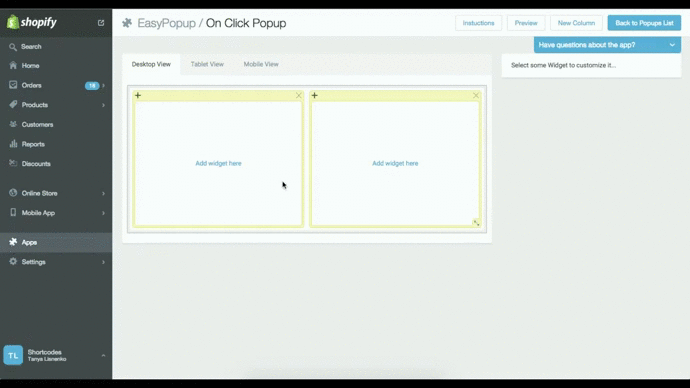 shopify
EasyPopup / On Click Popup
Instuctions
Preview
New Column
Back to Popups List
Have questions about the app?
Search
Home
Orders
18
Products
Customers
Reports
Discounts
Online Store
Mobile App
Apps
Settings
Desktop View
Tablet View
Mobile View
Select some Widget to customize it...
Add widget here
Add widget here
TL
Shortcodes
Tanya Lisnenko